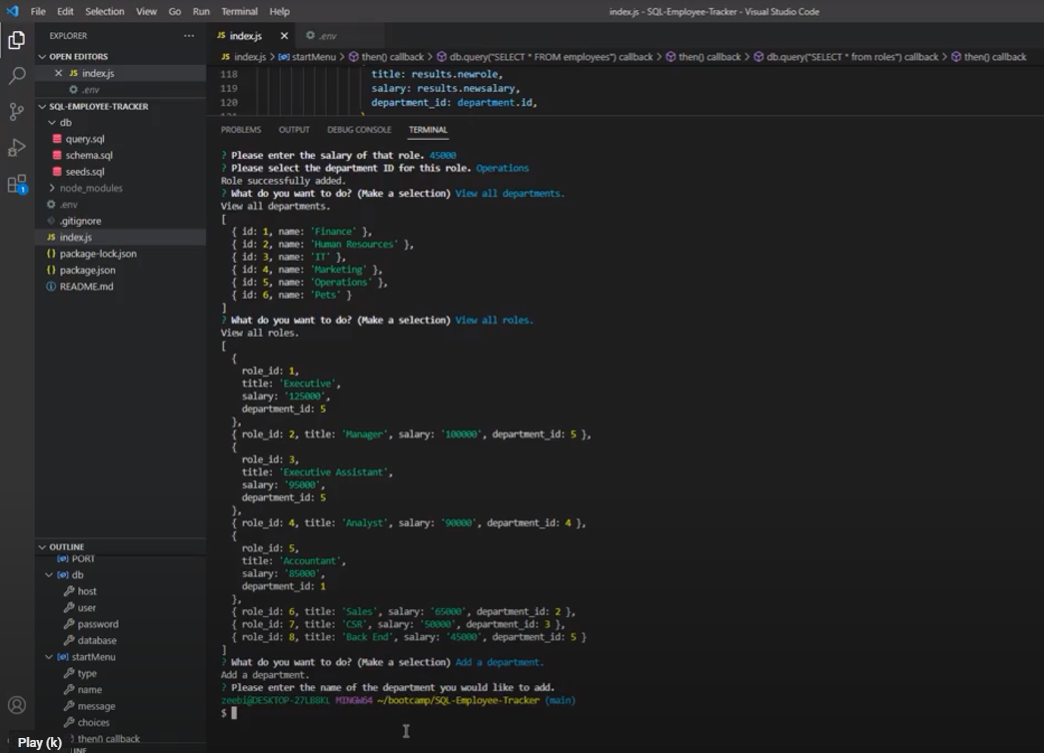 File Edit Selection View Go Run Terminal Help
index.js - SQL-Employee-Tracker - Visual Studio Code
EXPLORER
OPEN EDITORS
JS index.js
.env
SQL-EMPLOYEE-TRACKER
db
query.sql
schema.sql
seeds.sql
node_modules
.env
.gitignore
JS index.js
{} package-lock.json
{} package.json
README.md
1
OUTLINE
PORT
db
host
user
password
database
startMenu
type
name
message
choices
then() callback
JS index.js
.env
JS index.js > startMenu > then() callback > db.query("SELECT * FROM employees") callback > then() callback > db.query("SELECT * from roles") callback > then() callback
118 title: results.newrole,
119 salary: results.newsalary,
120 department_id: department.id,
PROBLEMS OUTPUT DEBUG CONSOLE TERMINAL
? Please enter the salary of that role. 45000
? Please select the department ID for this role. Operations
Role successfully added.
? What do you want to do? (Make a selection) View all departments.
View all departments.
[
{ id: 1, name: 'Finance' },
{ id: 2, name: 'Human Resources' },
{ id: 3, name: 'IT' },
{ id: 4, name: 'Marketing' },
{ id: 5, name: 'Operations' },
{ id: 6, name: 'Pets' }
]
? What do you want to do? (Make a selection) View all roles.
View all roles.
[
{
role_id: 1,
title: 'Executive',
salary: '125000',
department_id: 5
},
{ role_id: 2, title: 'Manager', salary: '100000', department_id: 5 },
{
role_id: 3,
title: 'Executive Assistant',
salary: '95000',
department_id: 5
},
{ role_id: 4, title: 'Analyst', salary: '90000', department_id: 4 },
{
role_id: 5,
title: 'Accountant',
salary: '85000',
department_id: 1
},
{ role_id: 6, title: 'Sales', salary: '65000', department_id: 2 },
{ role_id: 7, title: 'CSR', salary: '50000', department_id: 3 },
{ role_id: 8, title: 'Back End', salary: '45000', department_id: 5 }
]
? What do you want to do? (Make a selection) Add a department.
Add a department.
? Please enter the name of the department you would like to add.
zeebi@DESKTOP-27LB8KL MINGW64 ~/bootcamp/SQL-Employee-Tracker (main)
$
Play (k)